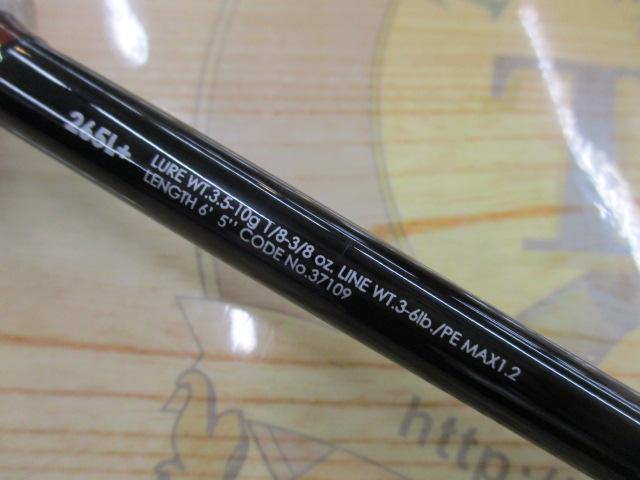 265L+
LURE WT.3.5-10g 1/8-3/8 oz. LINE WT.3-6lb./PE MAX1.2
LENGTH 6' 5" CODE No.37109
T
http:/